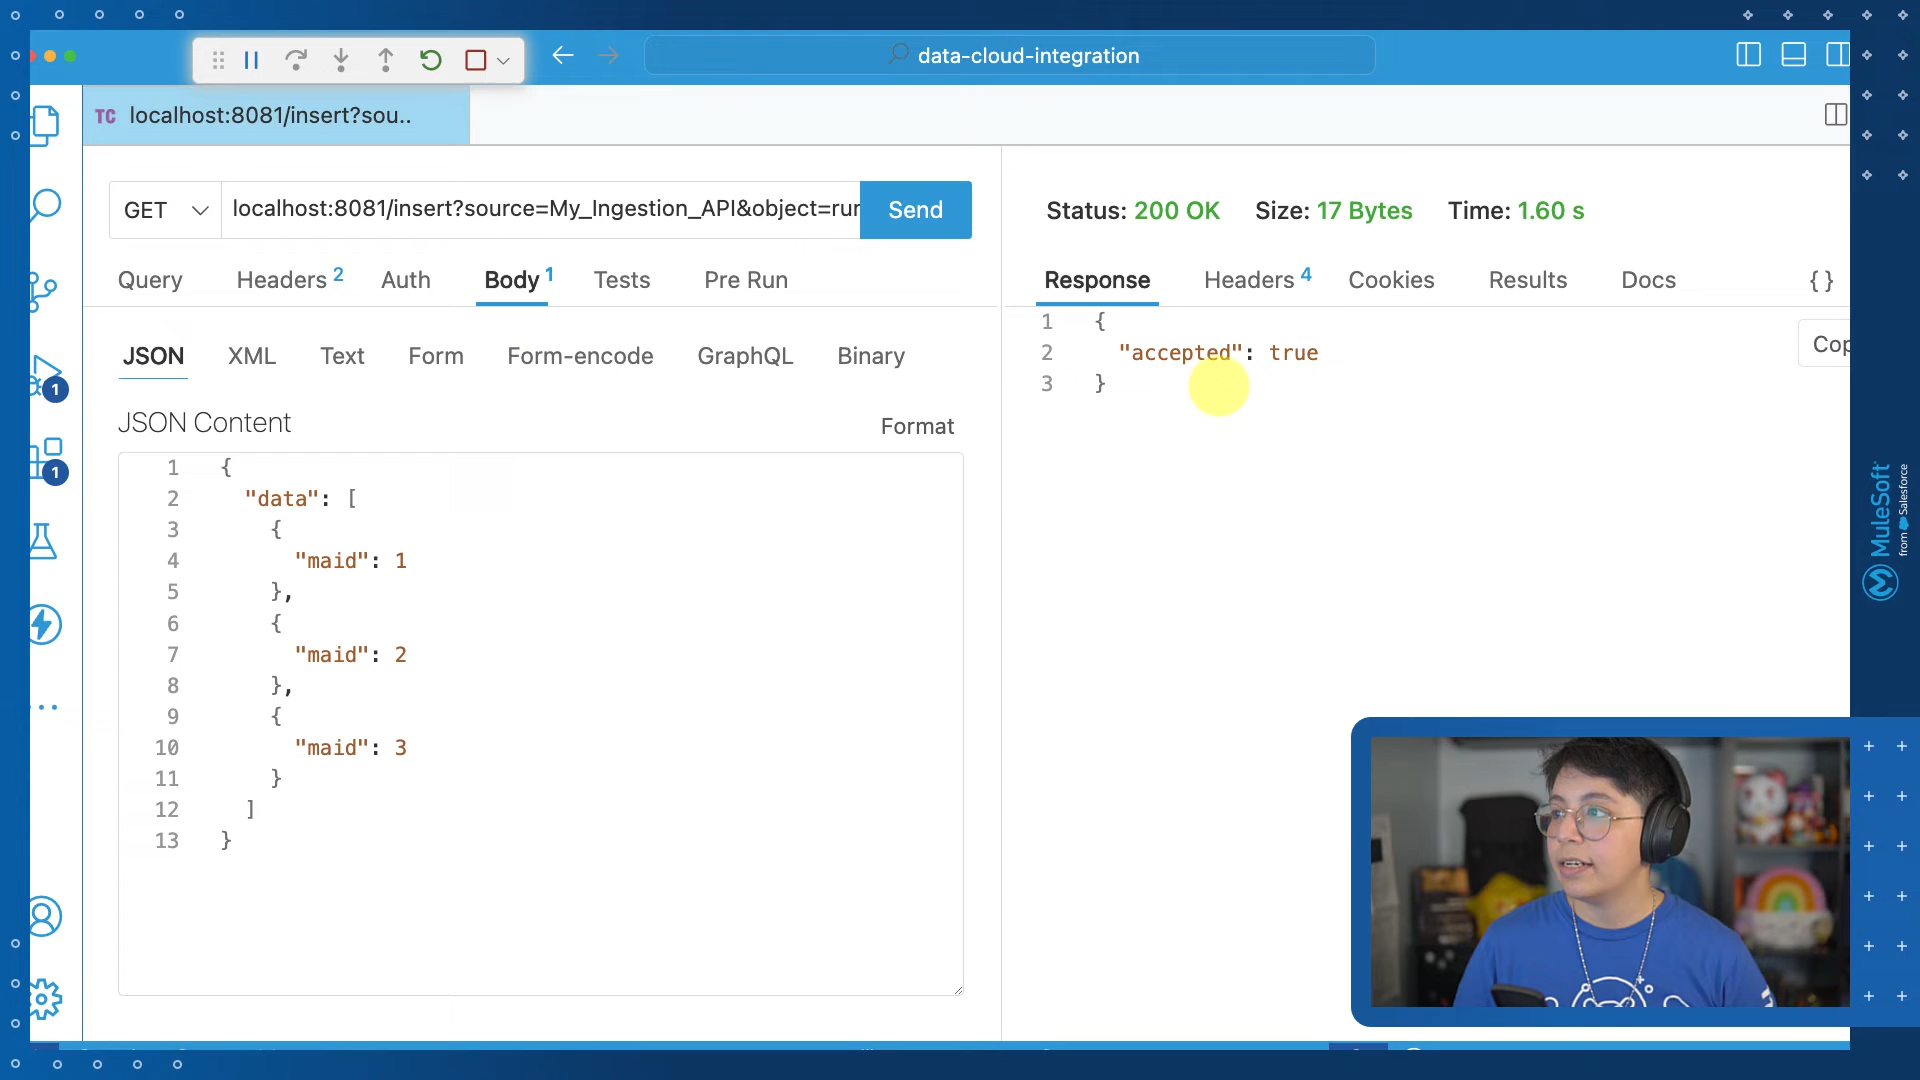 data-cloud-integration
TC localhost:8081/insert?sou..
GET localhost:8081/insert?source=My_Ingestion_API&object=rur Send
Status: 200 OK Size: 17 Bytes Time: 1.60 s
Query Headers 2 Auth Body 1 Tests Pre Run
Response Headers 4 Cookies Results Docs { }
JSON XML Text Form Form-encode GraphQL Binary
JSON Content
Format
1 {
2 "data": [
3 {
4 "maid": 1
5 },
6 {
7 "maid": 2
8 },
9 {
10 "maid": 3
11 }
12 ]
13 }
1 {
2 "accepted": true
3 }
Cop
1
1
MuleSoft
from Salesforce